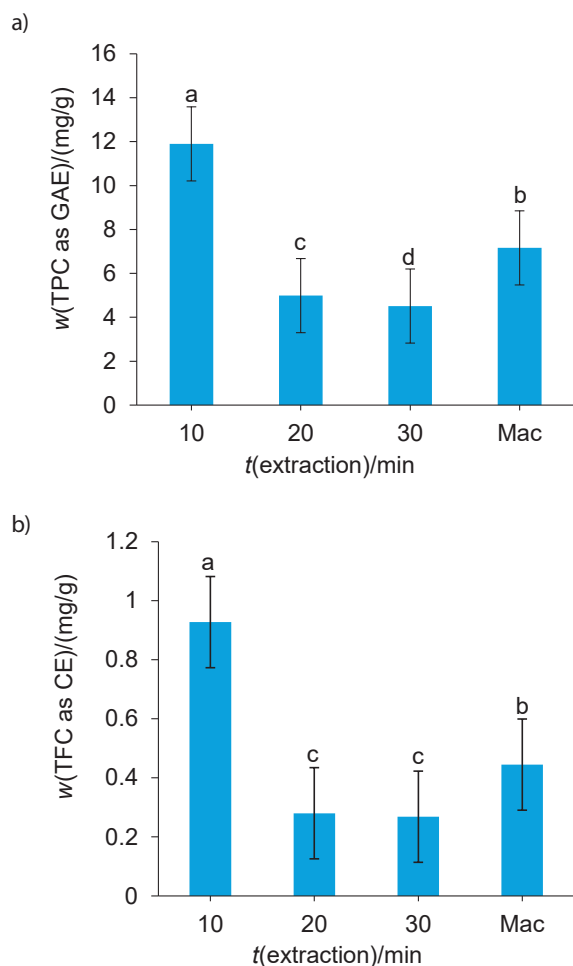 a)
w(TPC as GAE)/(mg/g)
16
14
12
10
8
6
4
2
0
a
c
d
b
10 20 30 Mac
t(extraction)/min
b)
w(TFC as CE)/(mg/g)
1.2
1
0.8
0.6
0.4
0.2
0
a
c
c
b
10 20 30 Mac
t(extraction)/min